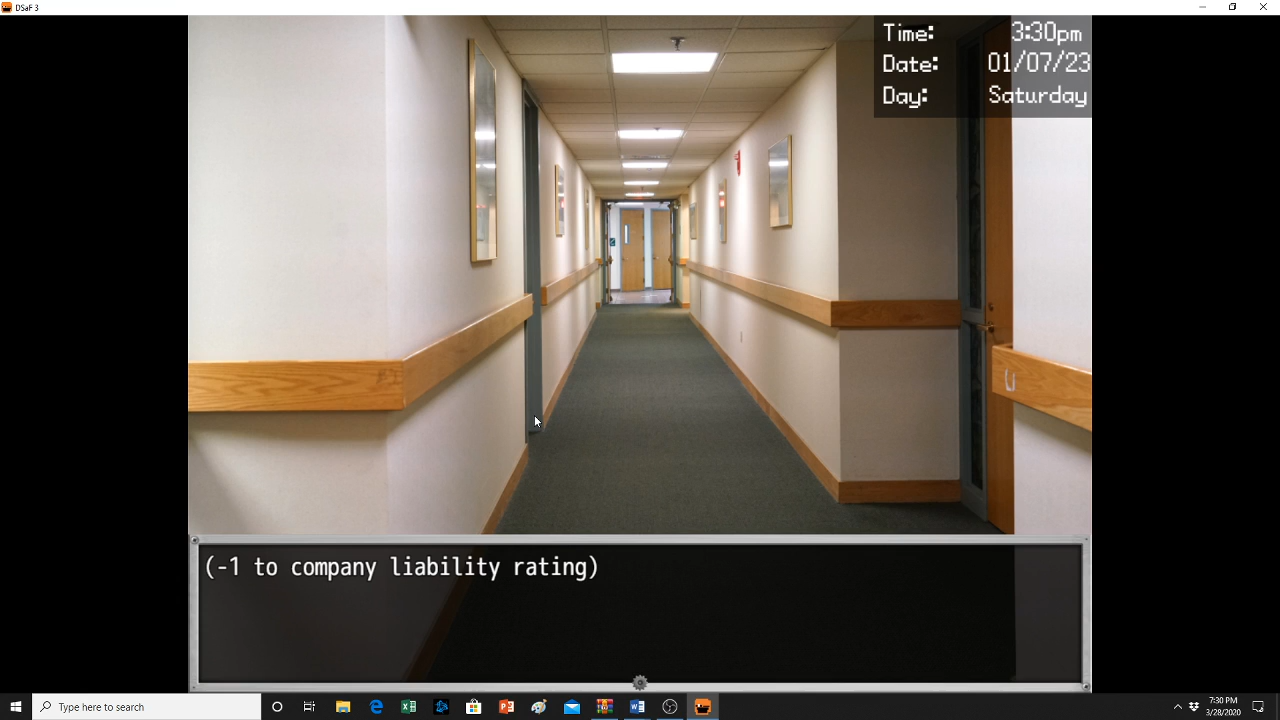 DSaF 3
Time: 3:30pm
Date: 01/07/23
Day: Saturday
(-1 to company liability rating)
Type here to search
7:30 PM
3/28/2020